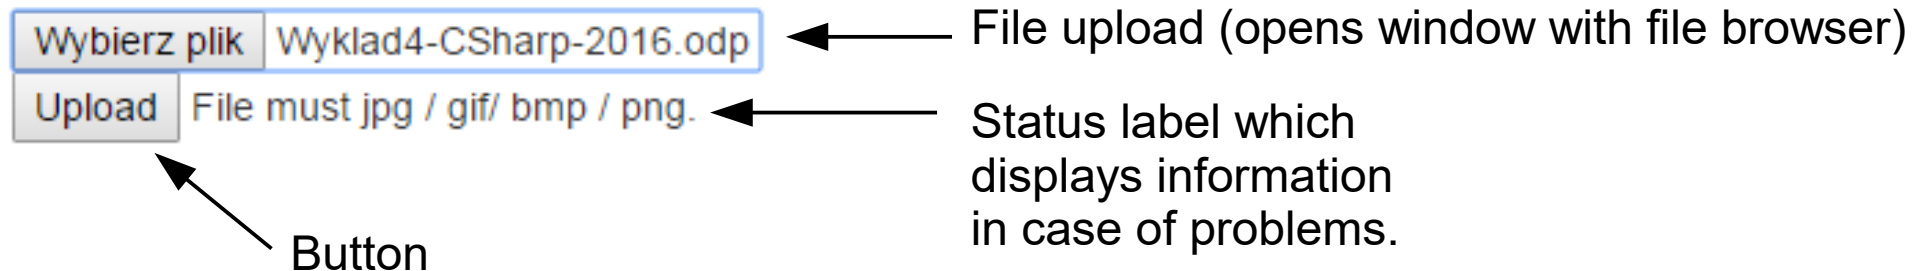 Wybierz plik Wyklad4-CSharp-2016.odp
File upload (opens window with file browser)
Upload File must jpg / gif/ bmp / png.
Status label which
displays information
in case of problems.
Button